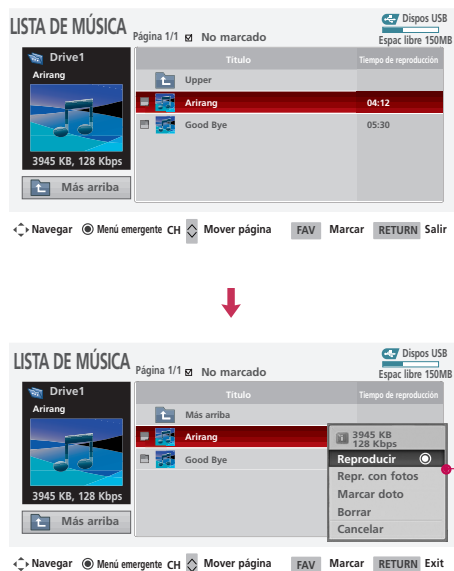 LISTA DE MÚSICA Página 1/1 No marcado Dispos USB
Espac libre 150MB
Drive1 Título Tiempo de reproducción
Arirang
Upper
Arirang 04:12
Good Bye 05:30
3945 KB, 128 Kbps
Más arriba
Navegar Menú emergente CH Mover página FAV Marcar RETURN Salir
LISTA DE MÚSICA Página 1/1 No marcado Dispos USB
Espac libre 150MB
Drive1 Título Tiempo de reproducción
Arirang
Más arriba
Arirang
Good Bye
3945 KB
128 Kbps
Reproducir
Repr. con fotos
Marcar doto
Borrar
Cancelar
3945 KB, 128 Kbps
Más arriba
Navegar Menú emergente CH Mover página FAV Marcar RETURN Exit